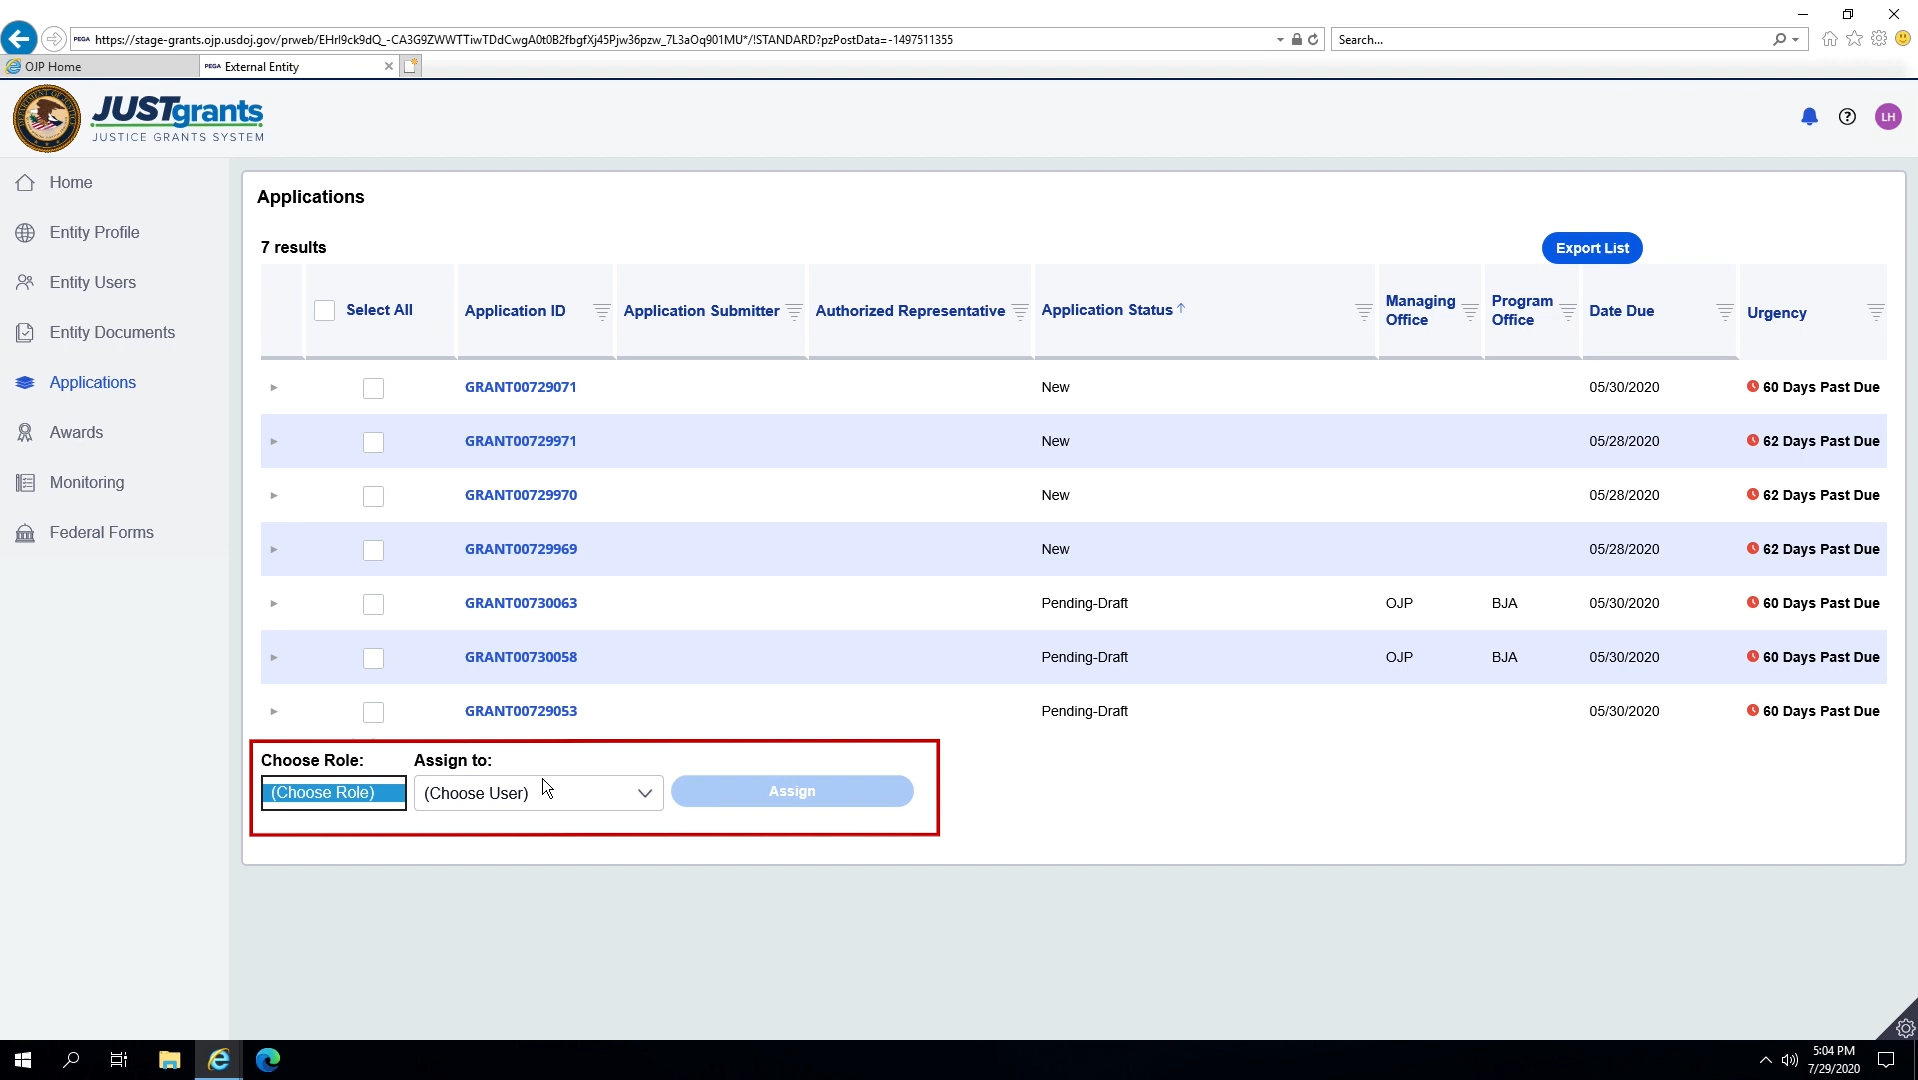 PEGA https://stage-grants.ojp.usdoj.gov/prweb/EHrl9ck9dQ_-CA3G9ZWWTTiwTDdCwgA0t0B2fbgfXj45Pjw36pzw_7L3aOq901MU*/!STANDARD?pzPostData=-1497511355
Search...
OJP Home
PEGA External Entity
JUSTgrants
JUSTICE GRANTS SYSTEM
LH
Home
Entity Profile
Entity Users
Entity Documents
Applications
Awards
Monitoring
Federal Forms
Applications
7 results
Export List
Select All Application ID Application Submitter Authorized Representative Application Status Managing Office Program Office Date Due Urgency
GRANT00729071 New 05/30/2020 60 Days Past Due
GRANT00729971 New 05/28/2020 62 Days Past Due
GRANT00729970 New 05/28/2020 62 Days Past Due
GRANT00729969 New 05/28/2020 62 Days Past Due
GRANT00730063 Pending-Draft OJP BJA 05/30/2020 60 Days Past Due
GRANT00730058 Pending-Draft OJP BJA 05/30/2020 60 Days Past Due
GRANT00729053 Pending-Draft 05/30/2020 60 Days Past Due
Choose Role: Assign to:
(Choose Role) (Choose User) Assign
5:04 PM
7/29/2020